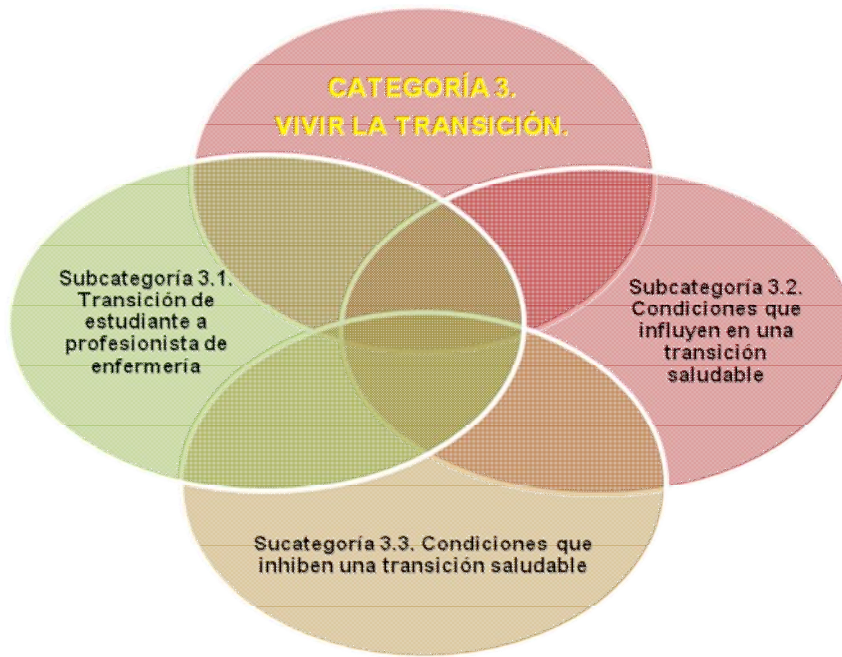 CATEGORÍA 3.
VIVIR LA TRANSICIÓN.
Subcategoría 3.1.
Transición de
estudiante a
profesionista de
enfermería
Subcategoría 3.2.
Condiciones que
influyen en una
transición
saludable
Sucategoría 3.3. Condiciones que
inhiben una transición saludable